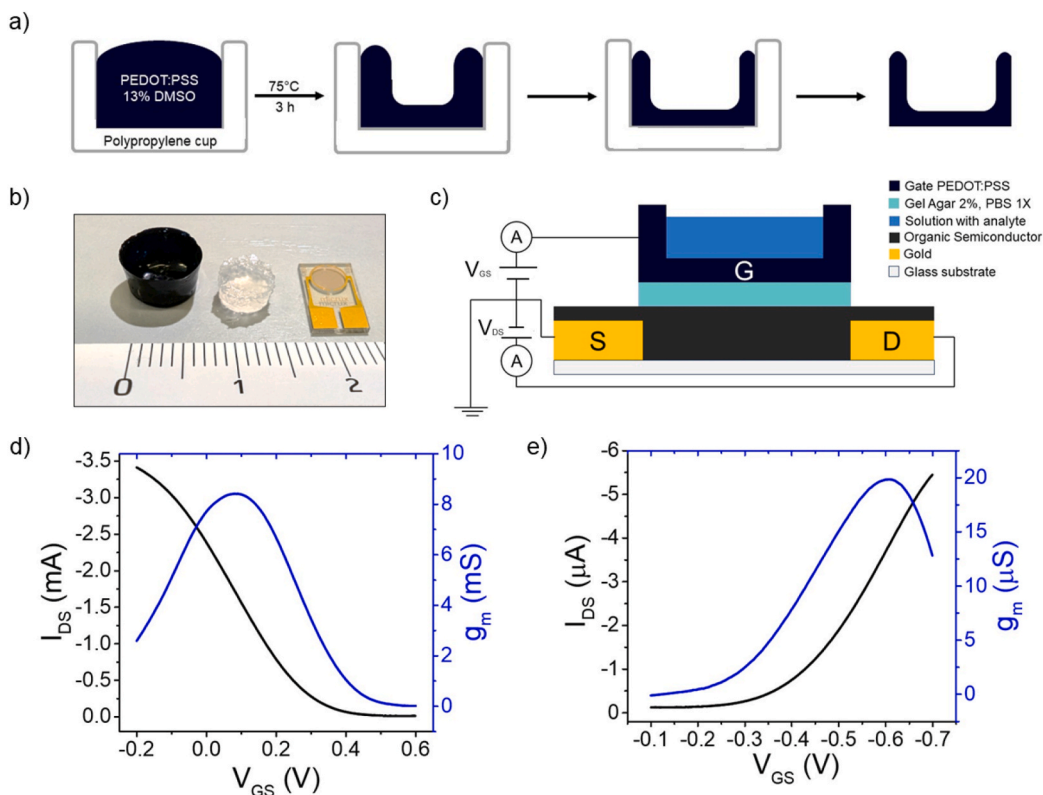 a)
PEDOT:PSS
13% DMSO
75°C
3 h
Polypropylene cup
b)
0 1 2
c)
Gate PEDOT:PSS
Gel Agar 2%, PBS 1X
Solution with analyte
Organic Semiconductor
Gold
Glass substrate
A
V_GS
V_DS
A
G
S
D
d)
-3.5
-3.0
-2.5
-2.0
-1.5
-1.0
-0.5
0.0
I_DS (mA)
10
8
6
4
2
0
g_m (mS)
-0.2 0.0 0.2 0.4 0.6
V_GS (V)
e)
-6
-5
-4
-3
-2
-1
0
I_DS (μA)
20
15
10
5
0
g_m (μS)
-0.1 -0.2 -0.3 -0.4 -0.5 -0.6 -0.7
V_GS (V)